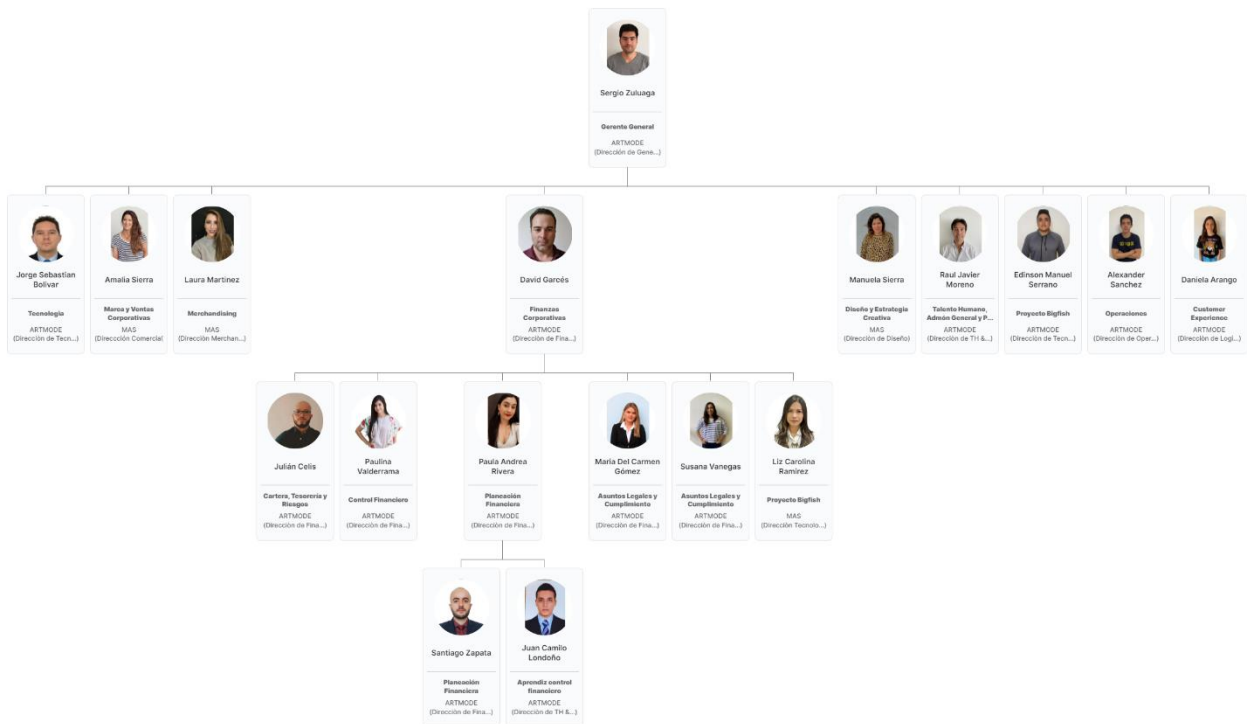 Sergio Zuluaga
Gerente General
ARTMODE
(Dirección de Gene...)
Jorge Sebastian
Bolivar
Tecnología
ARTMODE
(Dirección de Tecn...)
Amalia Sierra
Marca y Ventas
Corporativas
MAS
(Direccción Comercial)
Laura Martinez
Merchandising
MAS
(Dirección Merchan...)
David Garcés
Finanzas
Corporativas
ARTMODE
(Dirección de Fina...)
Manuela Sierra
Diseño y Estrategia
Creativa
MAS
(Dirección de Diseño)
Raul Javier
Moreno
Talento Humano,
Admón General y P...
ARTMODE
(Dirección de TH &...)
Edinson Manuel
Serrano
Proyecto Bigfish
ARTMODE
(Dirección de Tecn...)
Alexander
Sanchez
Operaciones
ARTMODE
(Dirección de Oper...)
Daniela Arango
Customer
Experience
ARTMODE
(Dirección de Logi...)
Julián Celis
Cartera, Tesorería y
Riesgos
ARTMODE
(Dirección de Fina...)
Paulina
Valderrama
Control Financiero
ARTMODE
(Dirección de Fina...)
Paula Andrea
Rivera
Planeación
Financiera
ARTMODE
(Dirección de Fina...)
Maria Del Carmen
Gómez
Asuntos Legales y
Cumplimiento
ARTMODE
(Dirección de Fina...)
Susana Vanegas
Asuntos Legales y
Cumplimiento
ARTMODE
(Dirección de Fina...)
Liz Carolina
Ramirez
Proyecto Bigfish
MAS
(Dirección Tecnolo...)
Santiago Zapata
Planeación
Financiera
ARTMODE
(Dirección de Fina...)
Juan Camilo
Londoño
Aprendiz control
financiero
ARTMODE
(Dirección de TH &...)